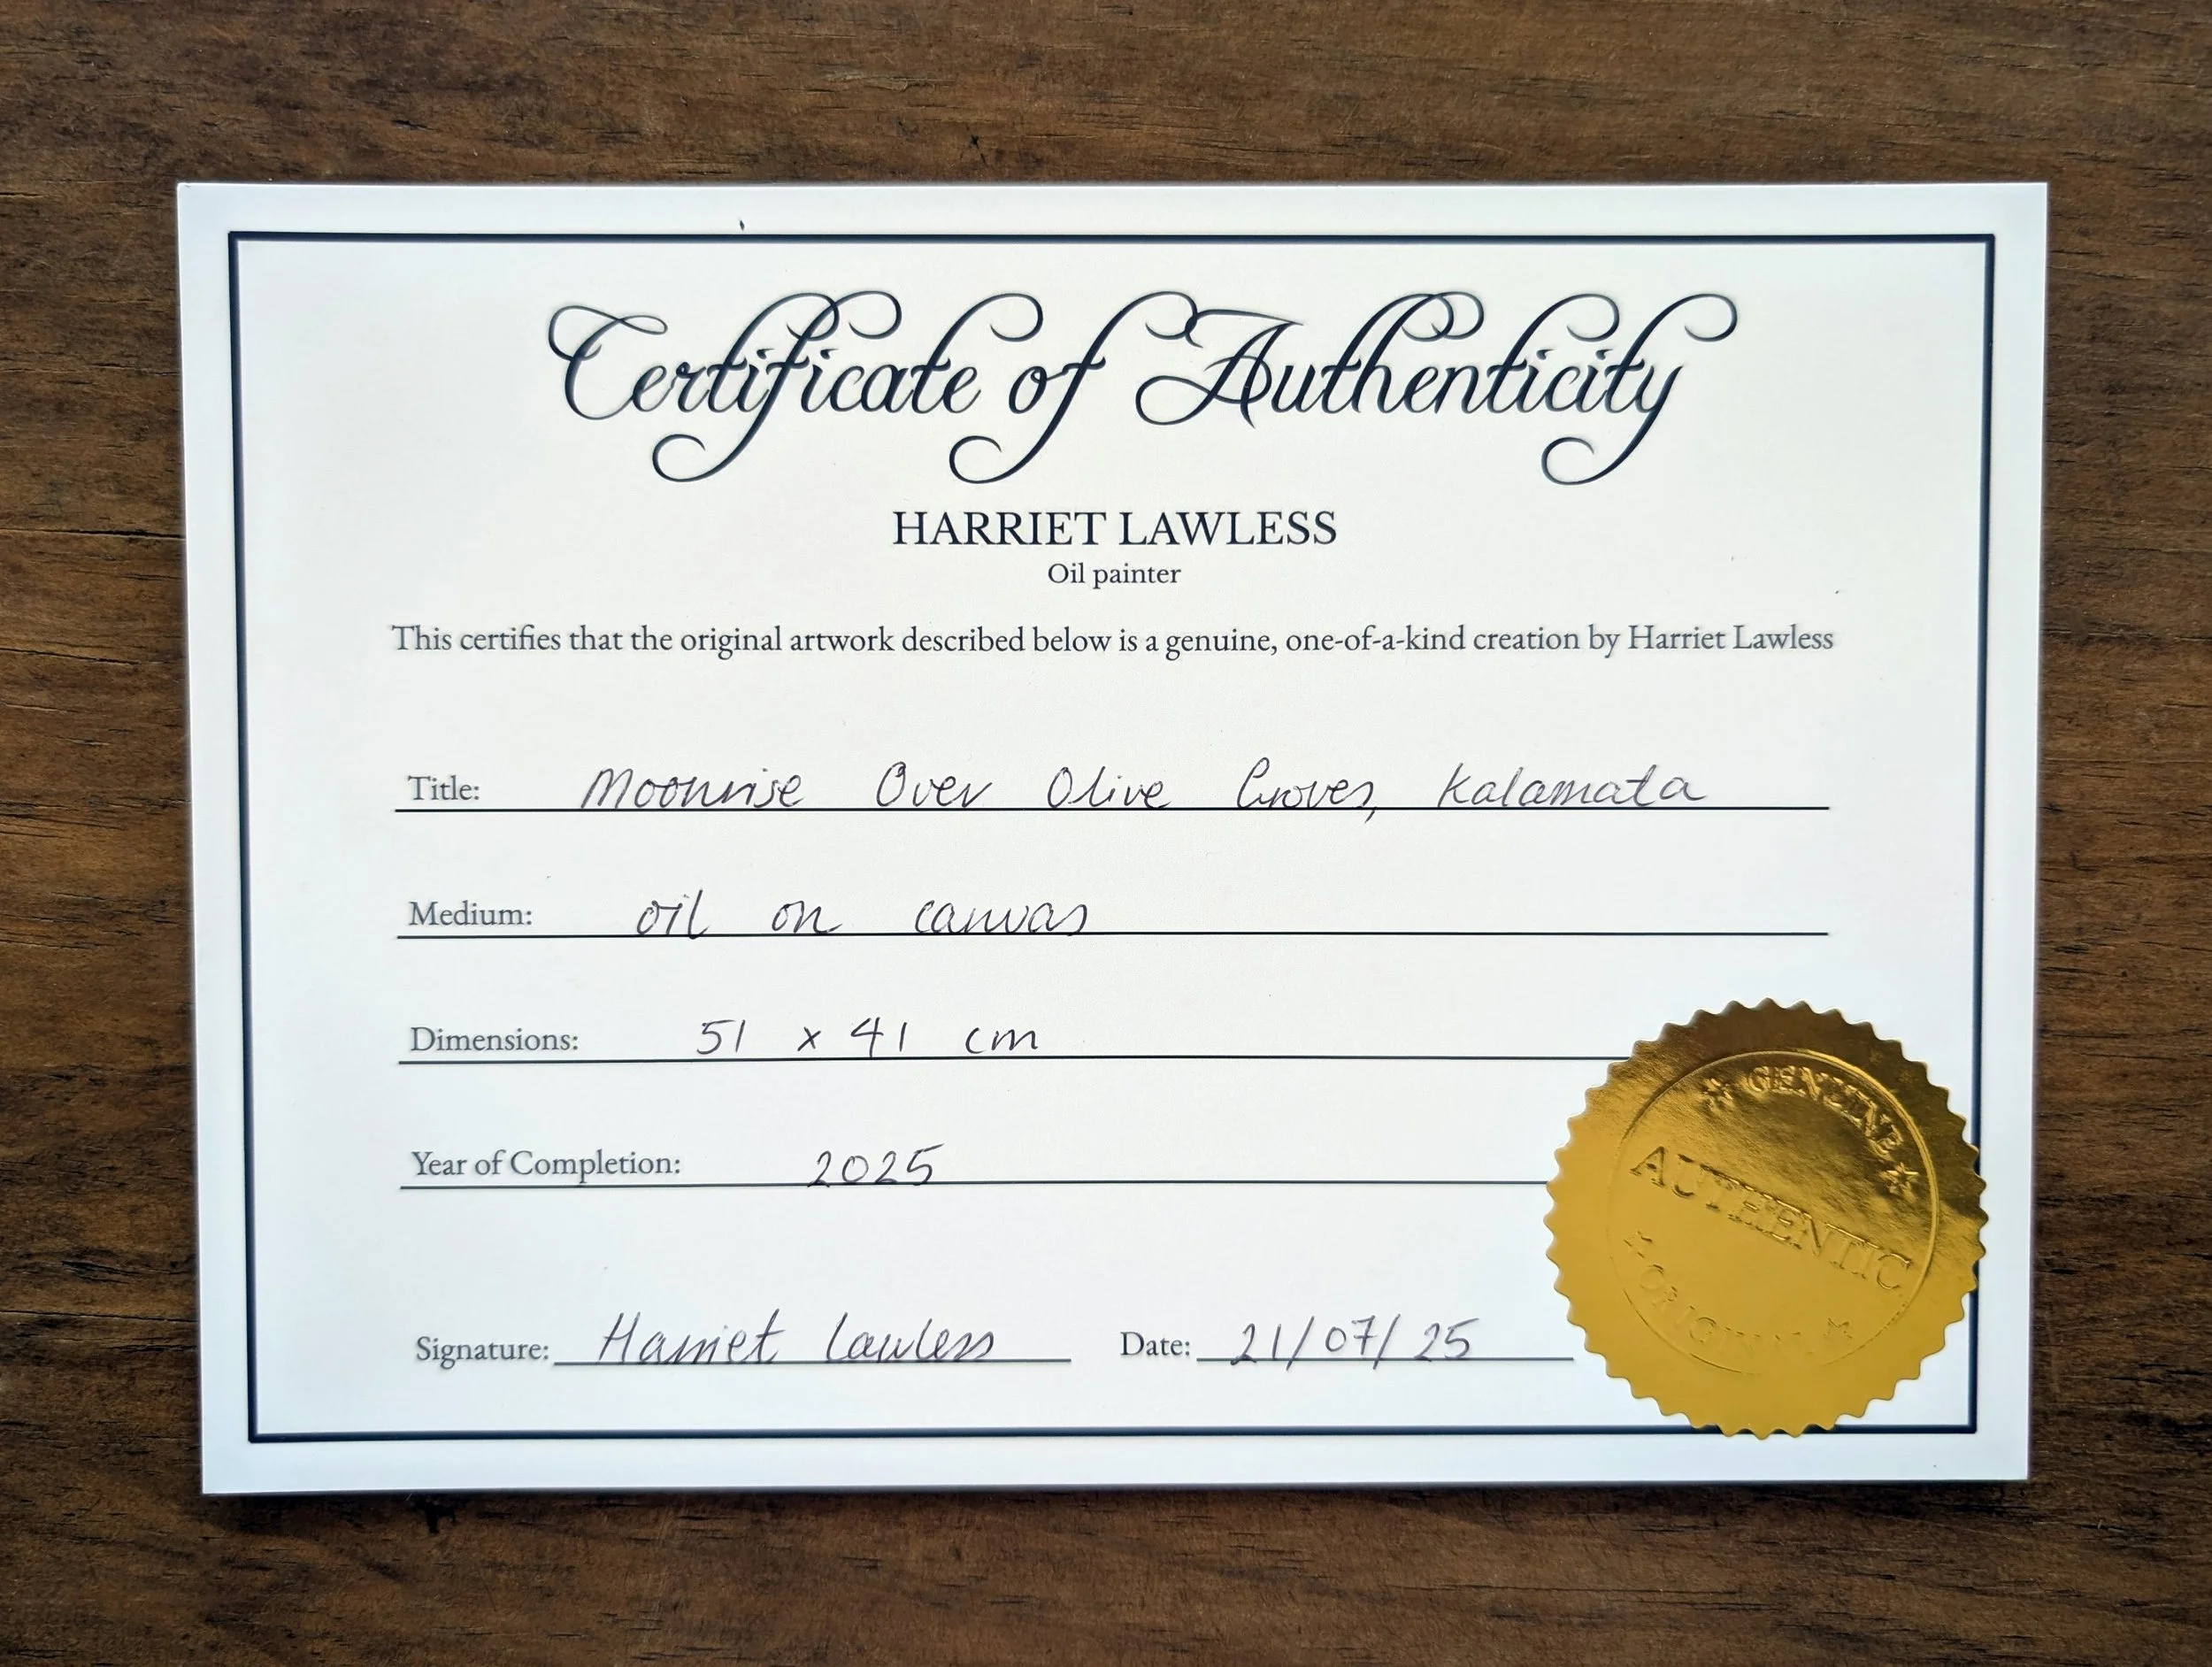 Certificate of Authenticity
HARRIET LAWLESS
Oil painter
This certifies that the original artwork described below is a genuine, one-of-a-kind creation by Harriet Lawless
Title: Moonrise Over Olive Groves, Kalamata
Medium: oil on canvas
Dimensions: 51 x 41 cm
Year of Completion: 2025
Signature: Harriet Lawless Date: 21/07/25
GENUINE
AUTHENTIC
ORIGINAL